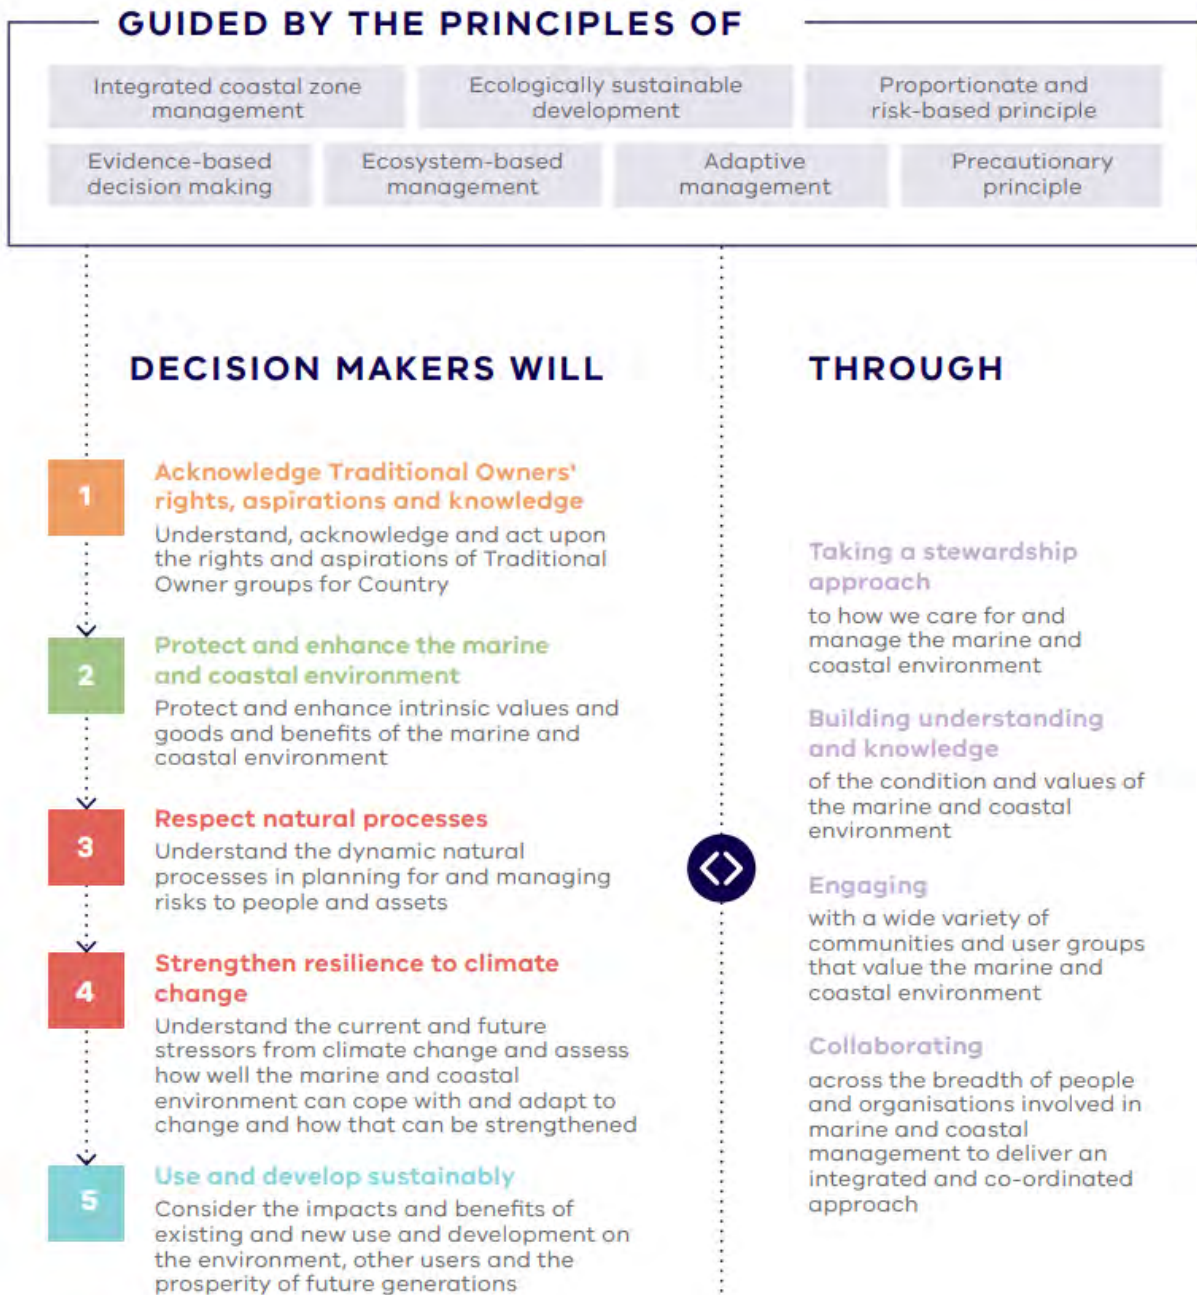 GUIDED BY THE PRINCIPLES OF
Integrated coastal zone
management
Ecologically sustainable
development
Proportionate and
risk-based principle
Evidence-based
decision making
Ecosystem-based
management
Adaptive
management
Precautionary
principle
DECISION MAKERS WILL
1
Acknowledge Traditional Owners'
rights, aspirations and knowledge
Understand, acknowledge and act upon
the rights and aspirations of Traditional
Owner groups for Country
2
Protect and enhance the marine
and coastal environment
Protect and enhance intrinsic values and
goods and benefits of the marine and
coastal environment
3
Respect natural processes
Understand the dynamic natural
processes in planning for and managing
risks to people and assets
4
Strengthen resilience to climate
change
Understand the current and future
stressors from climate change and assess
how well the marine and coastal
environment can cope with and adapt to
change and how that can be strengthened
5
Use and develop sustainably
Consider the impacts and benefits of
existing and new use and development on
the environment, other users and the
prosperity of future generations
THROUGH
Taking a stewardship
approach
to how we care for and
manage the marine and
coastal environment
Building understanding
and knowledge
of the condition and values of
the marine and coastal
environment
Engaging
with a wide variety of
communities and user groups
that value the marine and
coastal environment
Collaborating
across the breadth of people
and organisations involved in
marine and coastal
management to deliver an
integrated and co-ordinated
approach